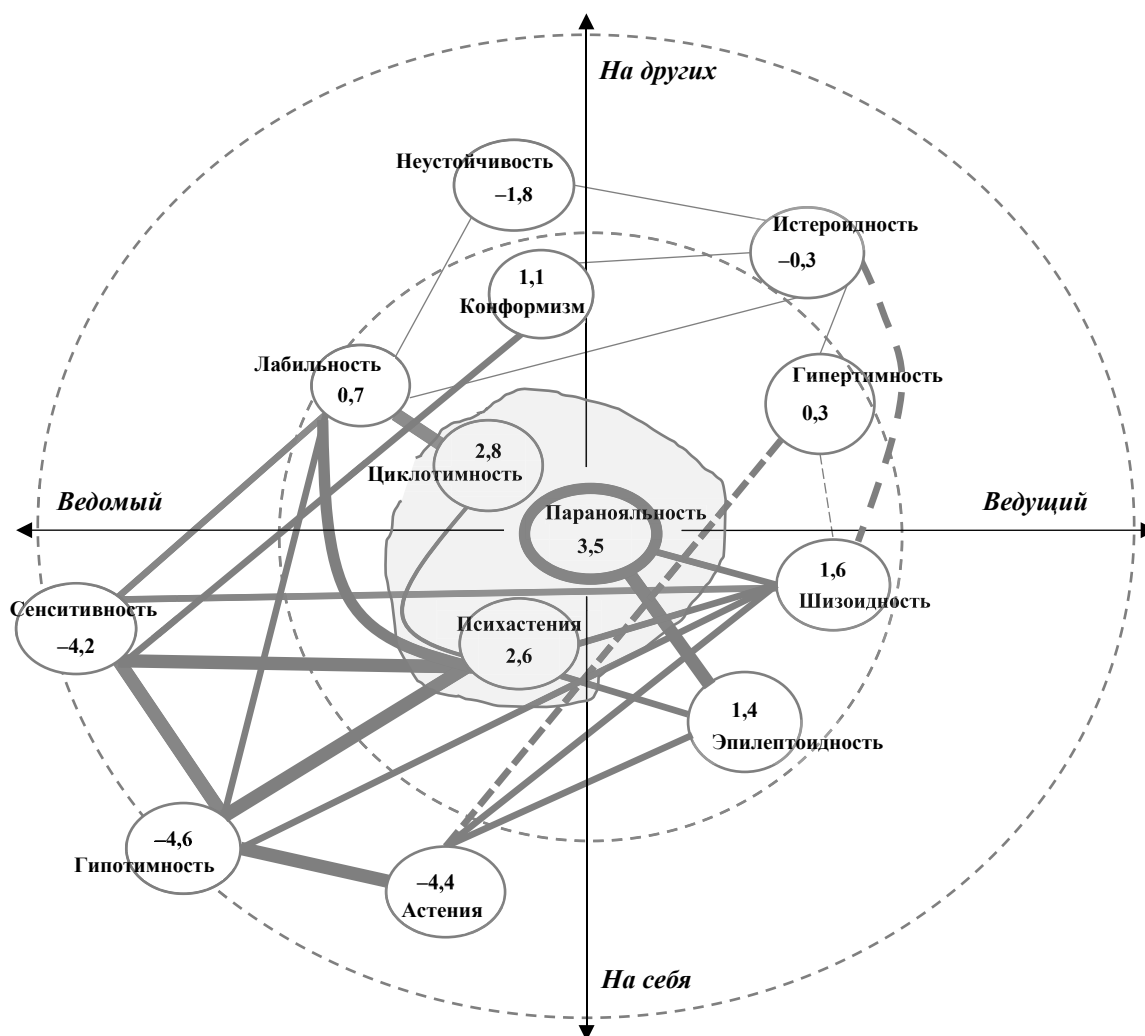 На других
Неустойчивость
–1,8
Истероидность
–0,3
1,1
Конформизм
Лабильность
0,7
Гипертимность
0,3
2,8
Циклотимность
Ведомый
Ведущий
Паранояльность
3,5
1,6
Шизоидность
Сенситивность
–4,2
Психастения
2,6
1,4
Эпилептоидность
–4,6
Гипотимность
–4,4
Астения
На себя